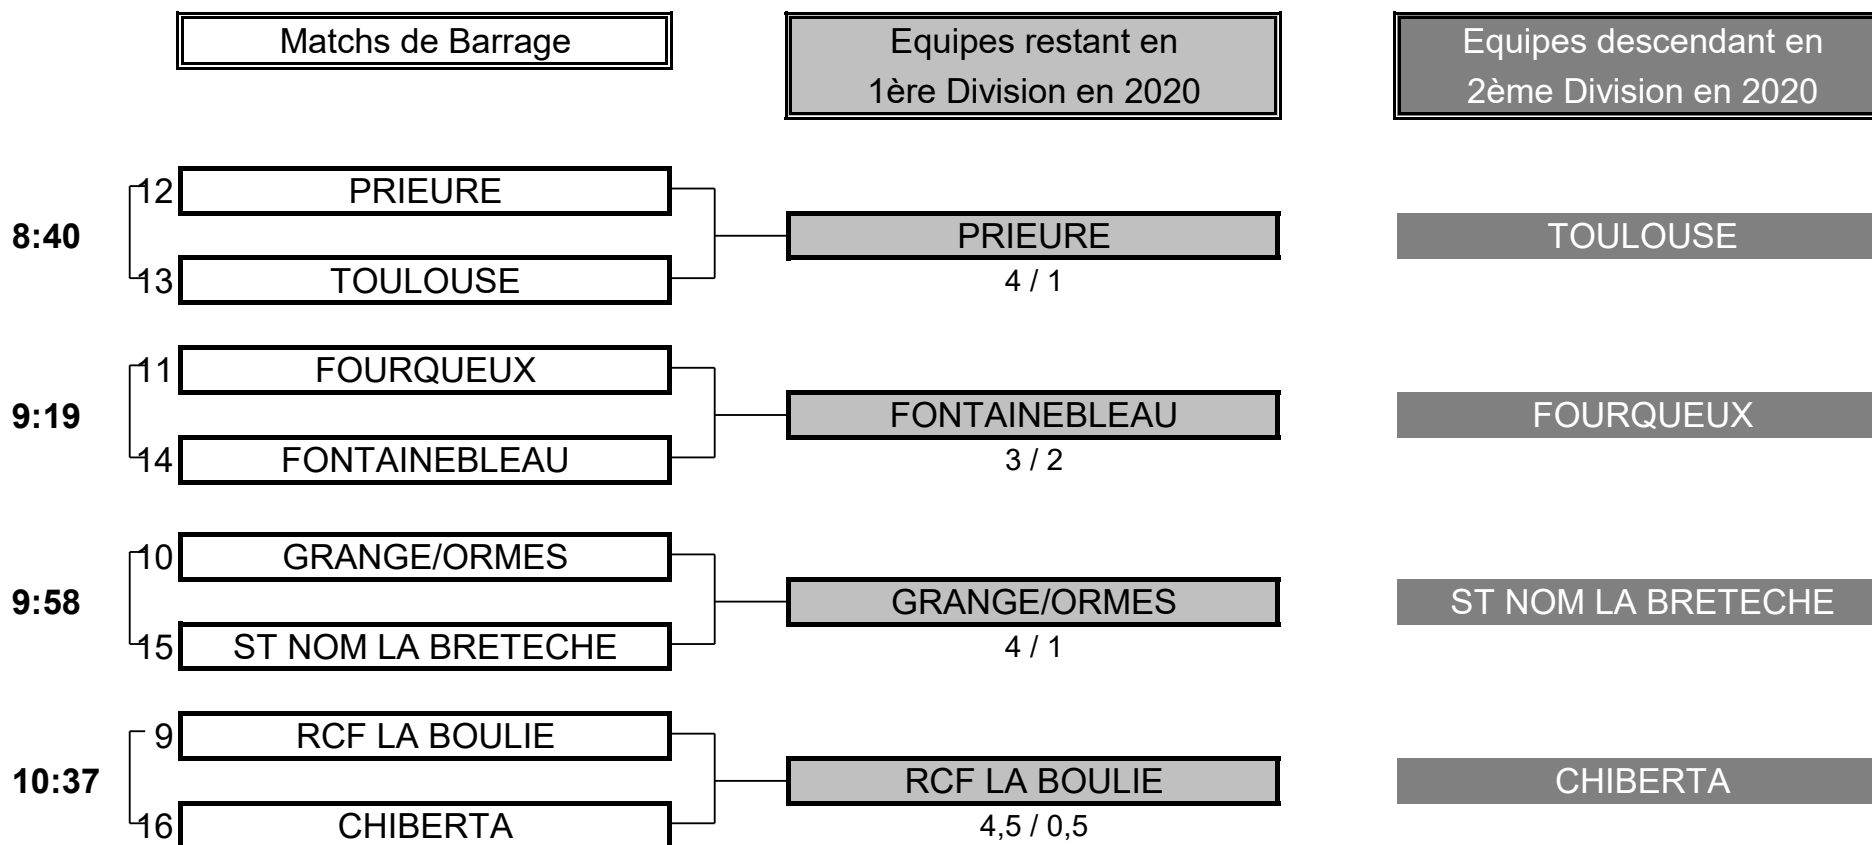 Matchs de Barrage
Equipes restant en
1ère Division en 2020
Equipes descendant en
2ème Division en 2020
12 PRIEURE
8:40 PRIEURE TOULOUSE
13 TOULOUSE 4 / 1
11 FOURQUEUX
9:19 FONTAINEBLEAU FOURQUEUX
14 FONTAINEBLEAU 3 / 2
10 GRANGE/ORMES
9:58 GRANGE/ORMES ST NOM LA BRETECHE
15 ST NOM LA BRETECHE 4 / 1
9 RCF LA BOULIE
10:37 RCF LA BOULIE CHIBERTA
16 CHIBERTA 4,5 / 0,5